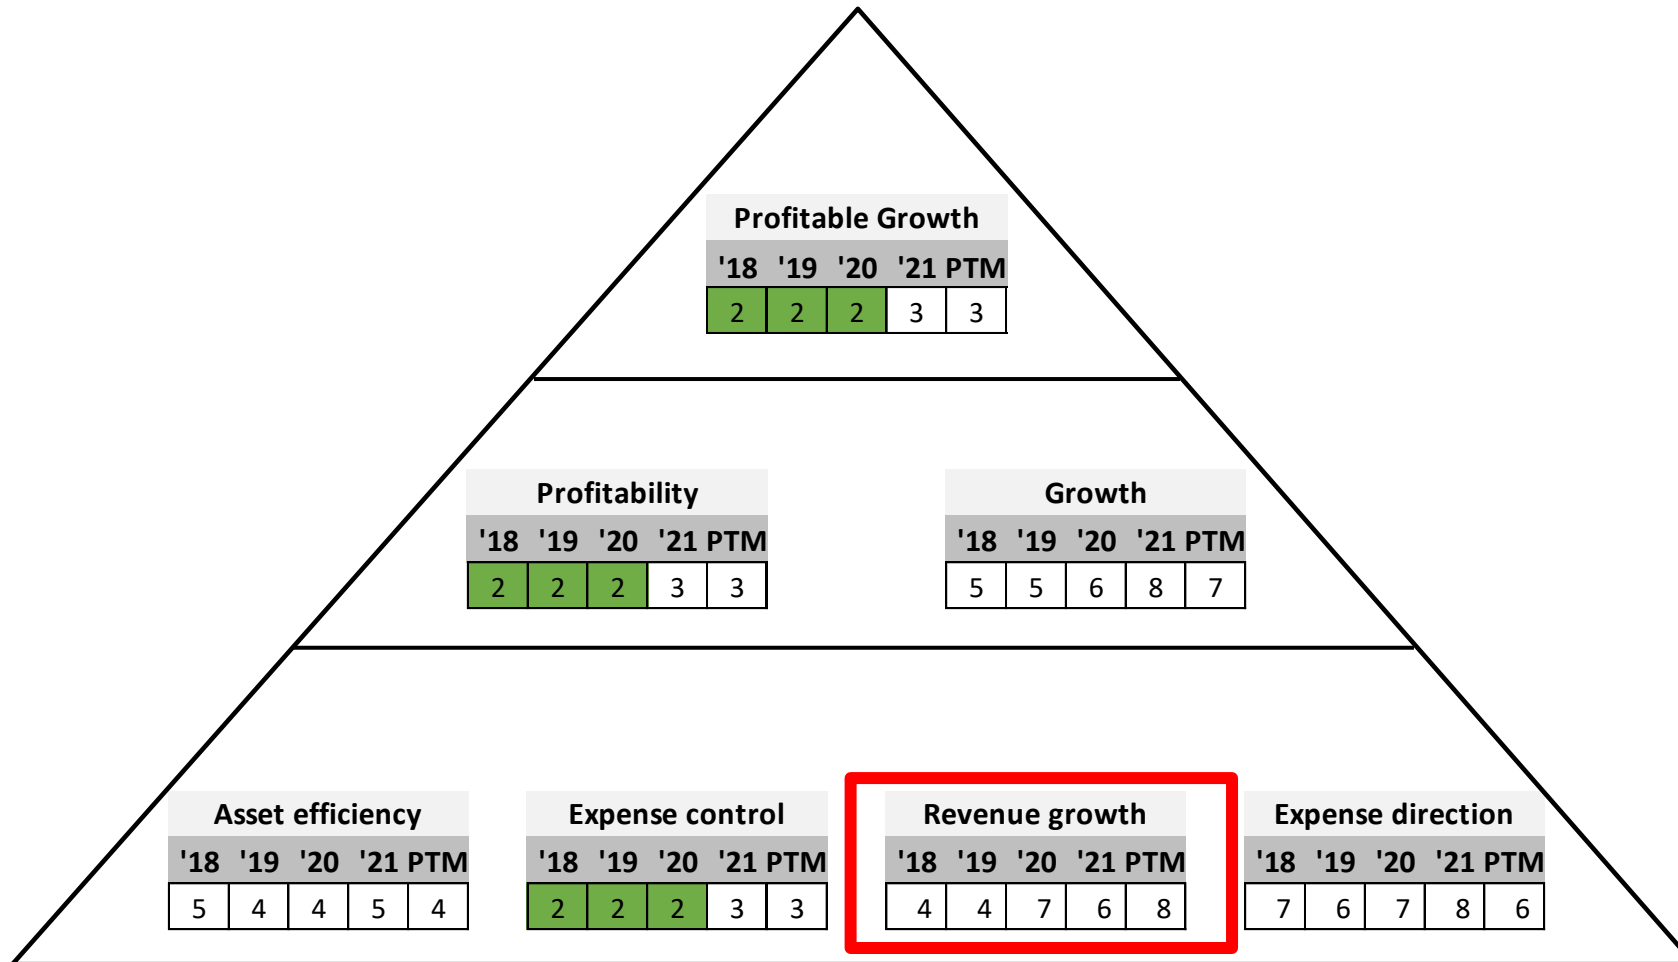 Profitable Growth
'18 '19 '20 '21 PTM
2 2 2 3 3
Profitability
'18 '19 '20 '21 PTM
2 2 2 3 3
Growth
'18 '19 '20 '21 PTM
5 5 6 8 7
Asset efficiency
'18 '19 '20 '21 PTM
5 4 4 5 4
Expense control
'18 '19 '20 '21 PTM
2 2 2 3 3
Revenue growth
'18 '19 '20 '21 PTM
4 4 7 6 8
Expense direction
'18 '19 '20 '21 PTM
7 6 7 8 6